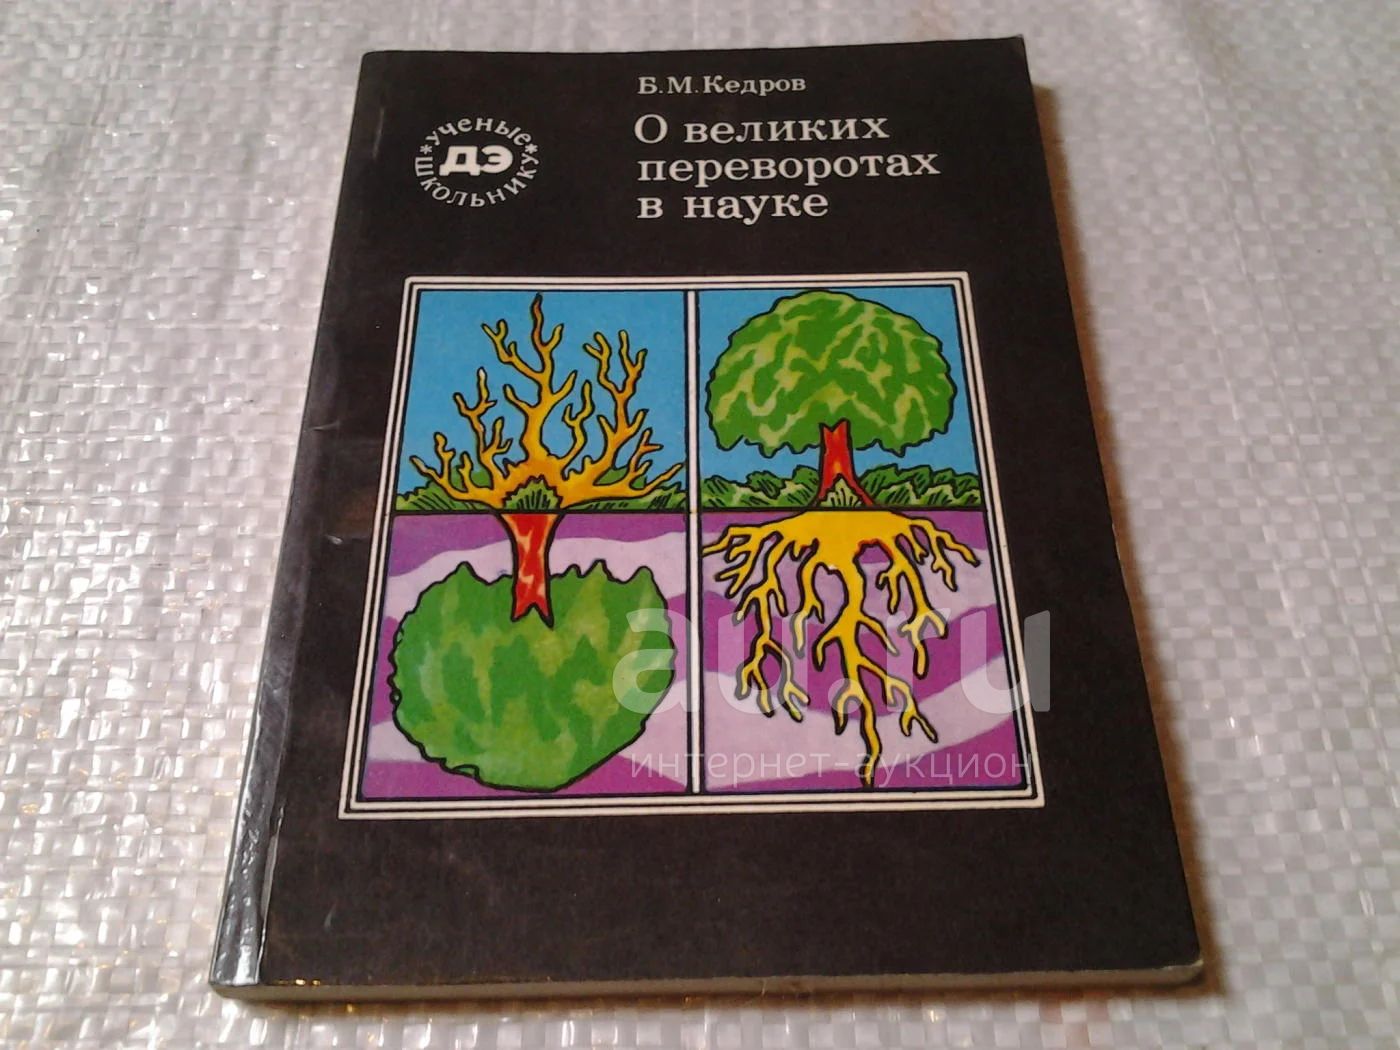 Б.М.Кедров
О великих
переворотах
в науке
*УЧЕНЫЕ*
ДЭ
ШКОЛЬНИКУ
au.ru
интернет-аукцион